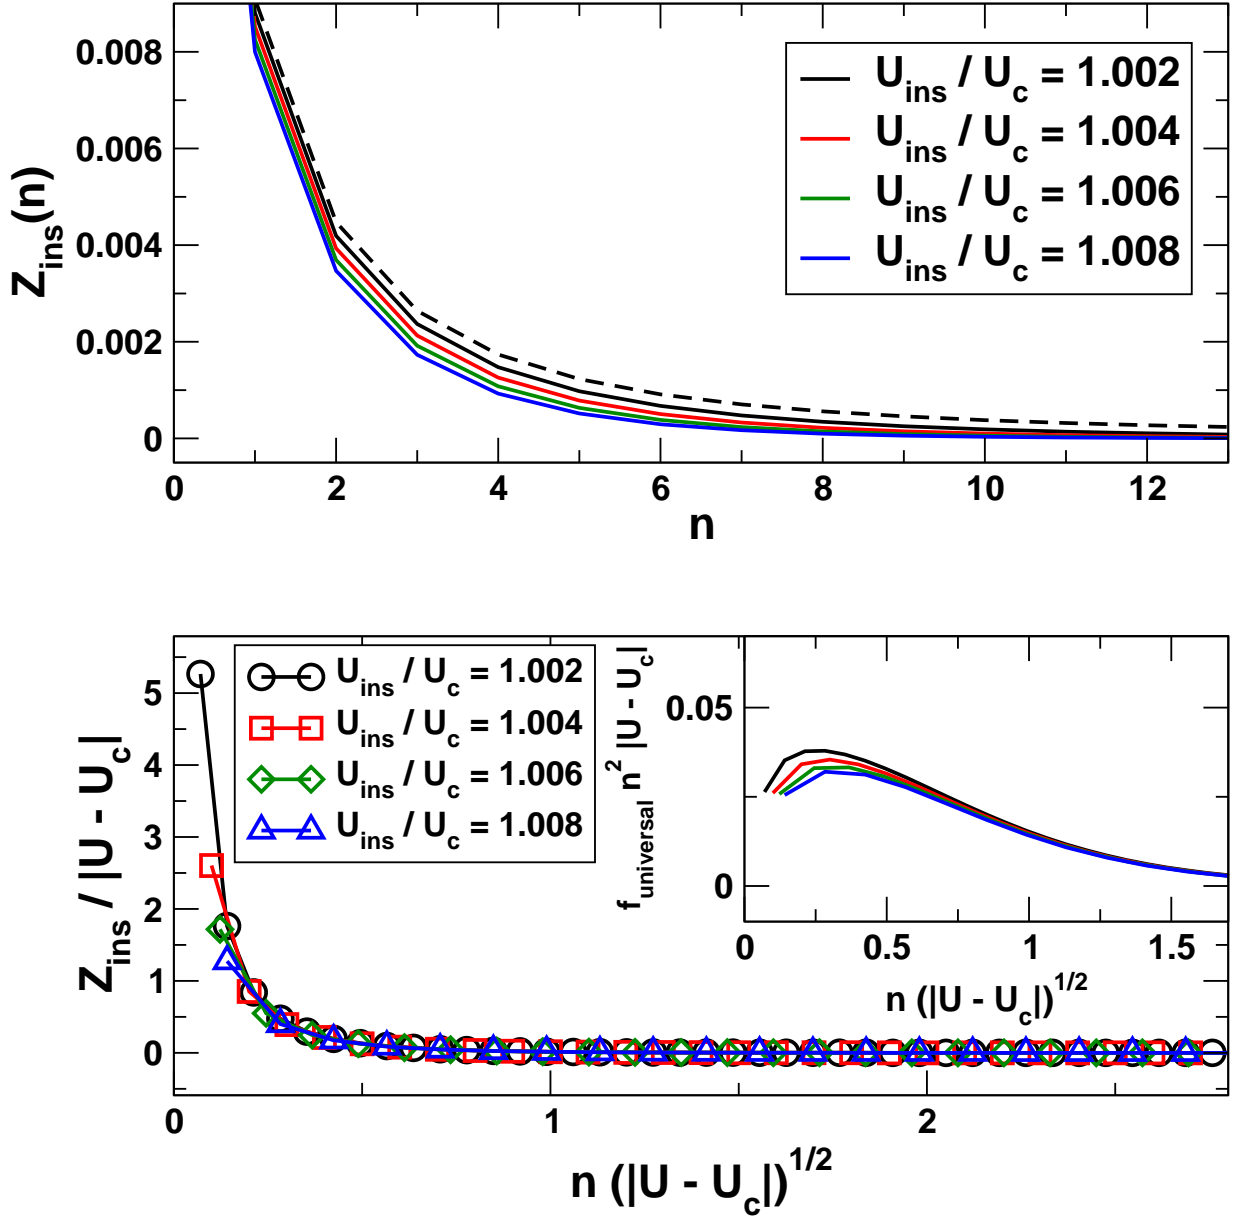 0.008
0.006
0.004
0.002
0
Z_ins(n)
U_ins / U_c = 1.002
U_ins / U_c = 1.004
U_ins / U_c = 1.006
U_ins / U_c = 1.008
0 2 4 6 8 10 12
n
5
4
3
2
1
0
Z_ins / |U - U_c|
U_ins / U_c = 1.002
U_ins / U_c = 1.004
U_ins / U_c = 1.006
U_ins / U_c = 1.008
f_universal n^2 |U - U_c|
0.05
0
0 0.5 1 1.5
n (|U - U_c|)^1/2
0 1 2
n (|U - U_c|)^1/2